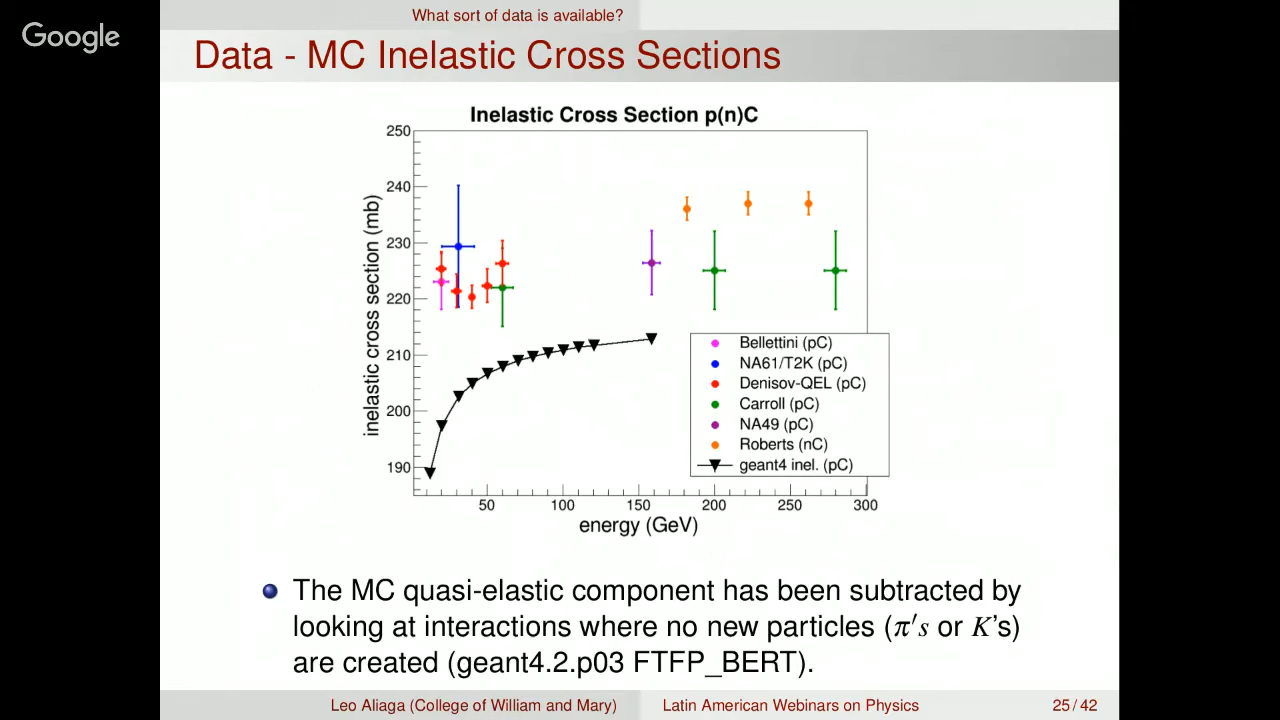 What sort of data is available?
Google
Data - MC Inelastic Cross Sections
Inelastic Cross Section p(n)C
250
240
230
220
210
200
190
inelastic cross section (mb)
50
100
150
200
250
300
energy (GeV)
Bellettini (pC)
NA61/T2K (pC)
Denisov-QEL (pC)
Carroll (pC)
NA49 (pC)
Roberts (nC)
geant4 inel. (pC)
The MC quasi-elastic component has been subtracted by
looking at interactions where no new particles (π's or K's)
are created (geant4.2.p03 FTFP_BERT).
Leo Aliaga (College of William and Mary)
Latin American Webinars on Physics
25 / 42